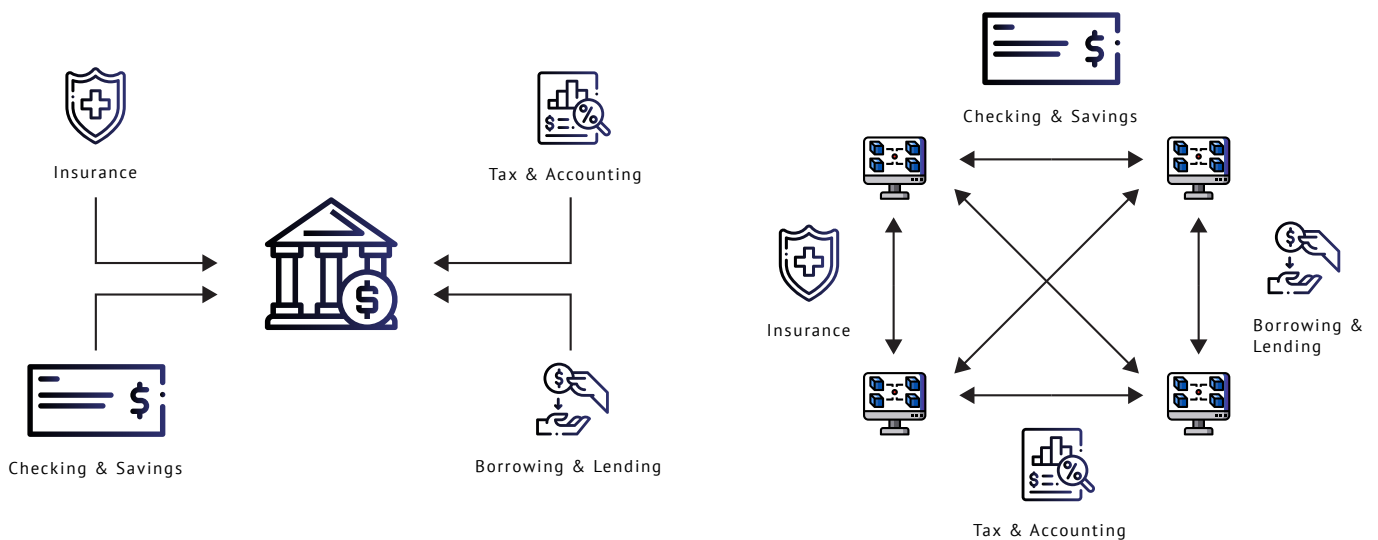 Insurance
Tax & Accounting
Checking & Savings
Borrowing & Lending
Checking & Savings
Insurance
Borrowing &
Lending
Tax & Accounting